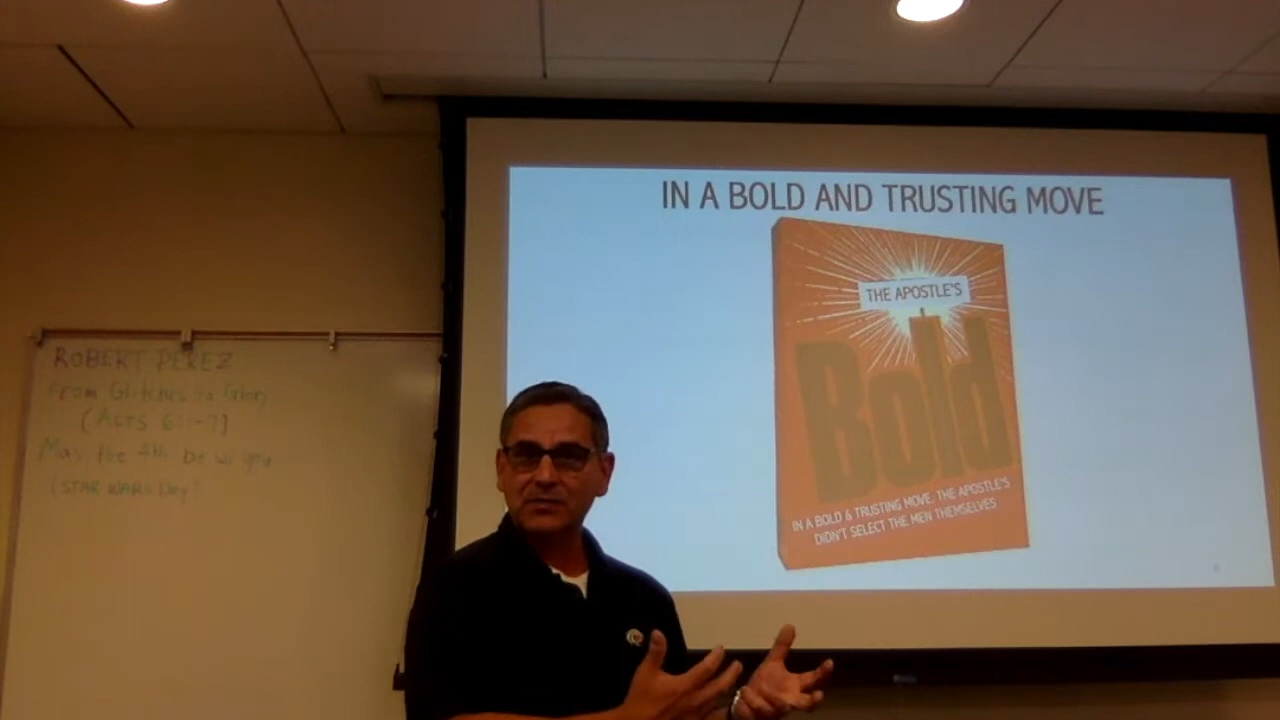 ROBERT PEREZ
From Glitches to Glory
(Acts 6:1-7)
May the 4th be w/ you
(STAR WARS Day)
IN A BOLD AND TRUSTING MOVE
THE APOSTLE'S
Bold
IN A BOLD & TRUSTING MOVE, THE APOSTLE'S
DIDN'T SELECT THE MEN THEMSELVES